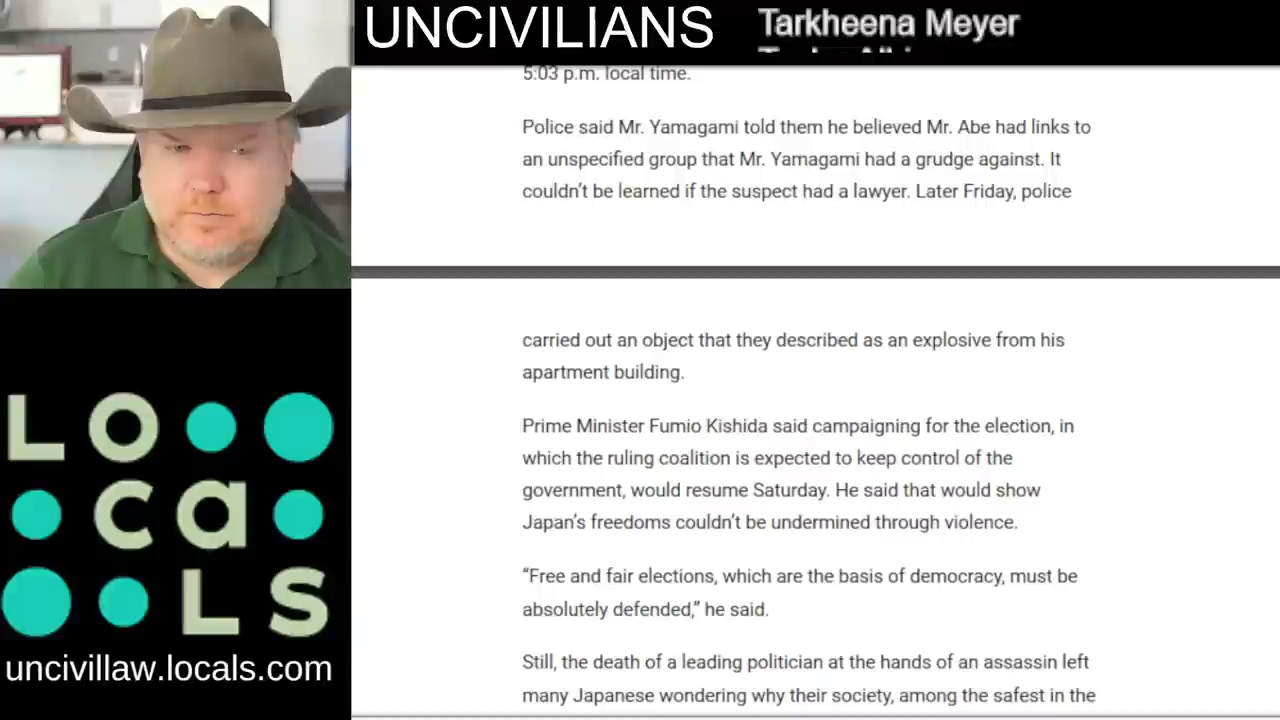 UNCIVILIANS
Tarkheena Meyer
5:03 p.m. local time.
Police said Mr. Yamagami told them he believed Mr. Abe had links to
an unspecified group that Mr. Yamagami had a grudge against. It
couldn’t be learned if the suspect had a lawyer. Later Friday, police
carried out an object that they described as an explosive from his
apartment building.
Prime Minister Fumio Kishida said campaigning for the election, in
which the ruling coalition is expected to keep control of the
government, would resume Saturday. He said that would show
Japan’s freedoms couldn’t be undermined through violence.
“Free and fair elections, which are the basis of democracy, must be
absolutely defended,” he said.
Still, the death of a leading politician at the hands of an assassin left
many Japanese wondering why their society, among the safest in the
LO
ca
LS
uncivillaw.locals.com